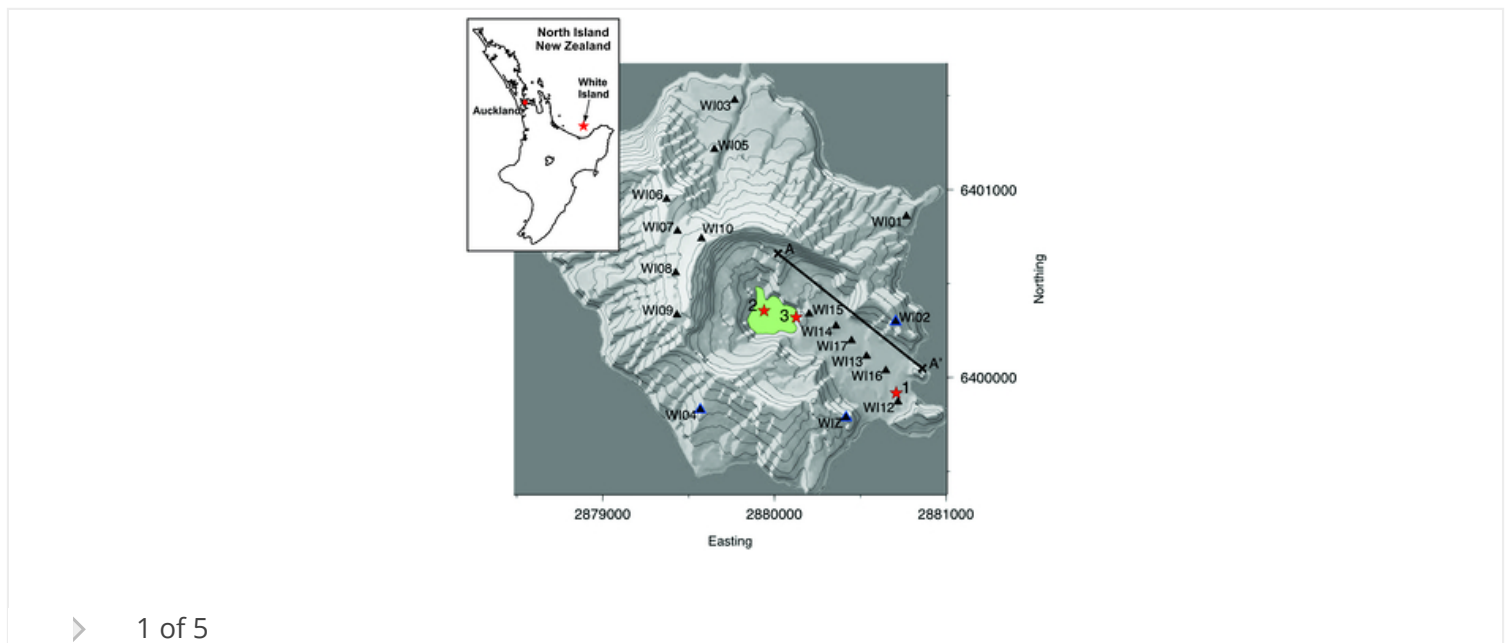 North Island
New Zealand
White
Island
Auckland
WI03
WI05
WI06
6401000
WI01
WI07
WI10
A
WI08
2
WI09
3
WI15
WI02
WI14
WI17
WI13
A'
WI16
6400000
1
WI12
WI04
WIZ
Northing
2879000
2880000
2881000
Easting
1 of 5